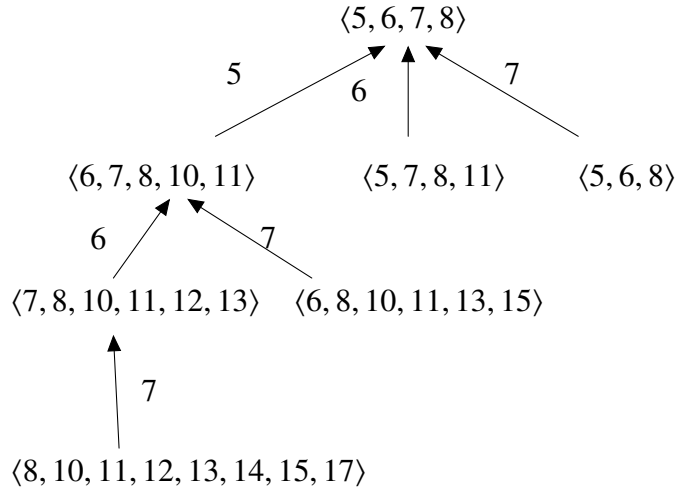 ⟨5, 6, 7, 8⟩
5 6 7
⟨6, 7, 8, 10, 11⟩ ⟨5, 7, 8, 11⟩ ⟨5, 6, 8⟩
6 7
⟨7, 8, 10, 11, 12, 13⟩ ⟨6, 8, 10, 11, 13, 15⟩
7
⟨8, 10, 11, 12, 13, 14, 15, 17⟩